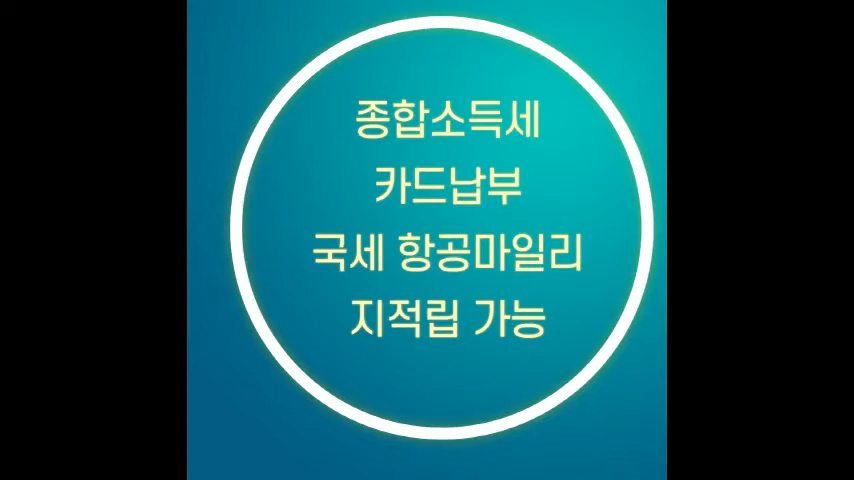 종합소득세
카드납부
국세 항공마일리
지적립 가능